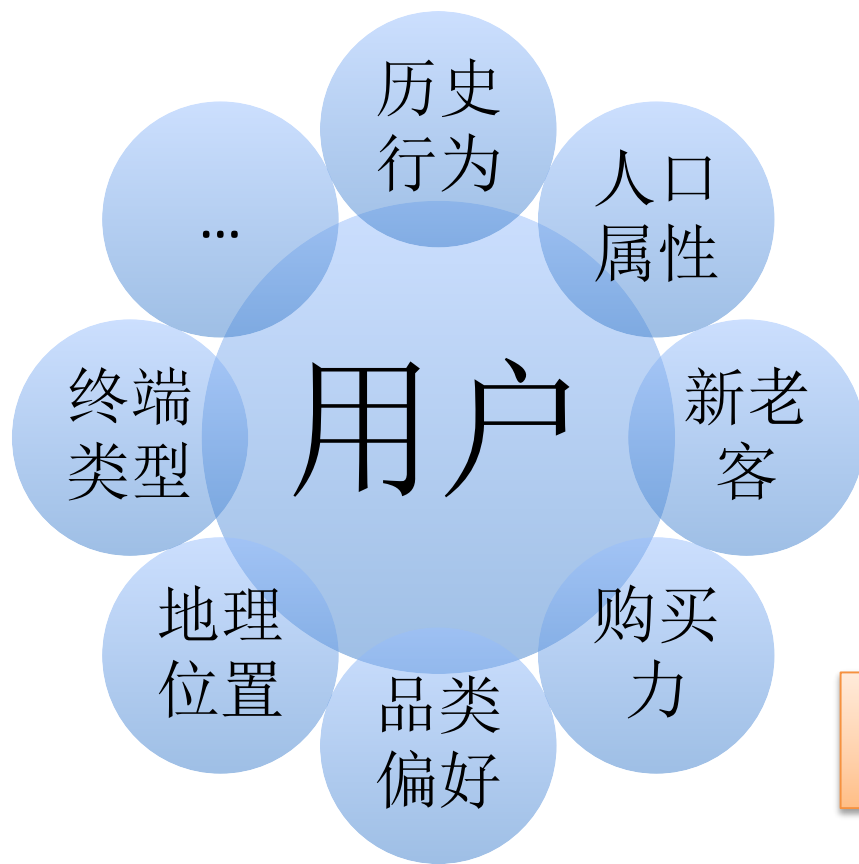 历史
行为
人口
属性
新老
客
购买
力
品类
偏好
地理
位置
终端
类型
...
用户